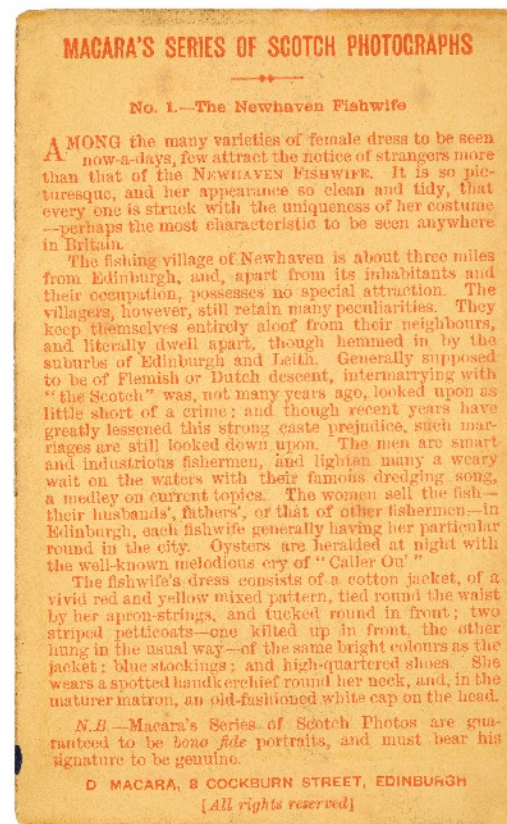 MACARA'S SERIES OF SCOTCH PHOTOGRAPHS
No. 1.—The Newhaven Fishwife
AMONG the many varieties of female dress to be seen
now-a-days, few attract the notice of strangers more
than that of the NEWHAVEN FISHWIFE. It is so pic-
turesque, and her appearance so clean and tidy, that
every one is struck with the uniqueness of her costume
—perhaps the most characteristic to be seen anywhere
in Britain.
The fishing village of Newhaven is about three miles
from Edinburgh, and, apart from its inhabitants and
their occupation, possesses no special attraction. The
villagers, however, still retain many peculiarities. They
keep themselves entirely aloof from their neighbours,
and literally dwell apart, though hemmed in by the
suburbs of Edinburgh and Leith. Generally supposed
to be of Flemish or Dutch descent, intermarrying with
"the Scotch" was, not many years ago, looked upon as
little short of a crime; and though recent years have
greatly lessened this strong caste prejudice, such mar-
riages are still looked down upon. The men are smart
and industrious fishermen, and lighten many a weary
wait on the waters with their famous dredging song,
a medley on current topics. The women sell the fish—
their husbands', fathers', or that of other fishermen—in
Edinburgh, each fishwife generally having her particular
round in the city. Oysters are heralded at night with
the well-known melodious cry of "Caller Ou'"
The fishwife's dress consists of a cotton jacket, of a
vivid red and yellow mixed pattern, tied round the waist
by her apron-strings, and tucked round in front; two
striped petticoats—one kilted up in front, the other
hung in the usual way—of the same bright colours as the
jacket; blue stockings; and high-quartered shoes. She
wears a spotted handkerchief round her neck, and, in the
maturer matron, an old-fashioned white cap on the head.
N.B.—Macara's Series of Scotch Photos are gua-
ranteed to be bono fide portraits, and must bear his
signature to be genuine.
D MACARA, 8 COCKBURN STREET, EDINBURGH
[All rights reserved]